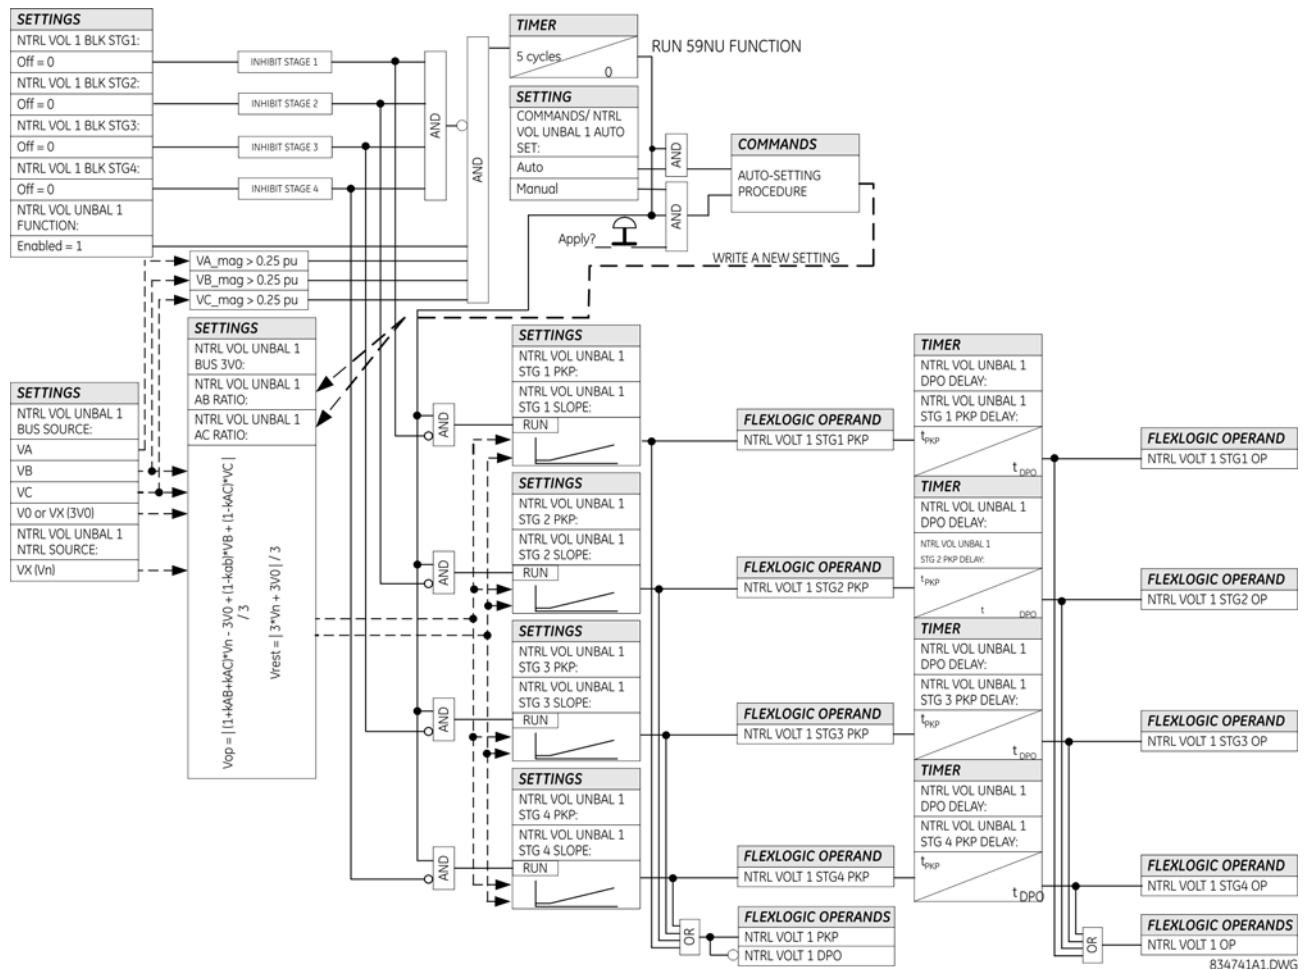 SETTINGS
NTRL VOL 1 BLK STG1:
Off = 0
NTRL VOL 1 BLK STG2:
Off = 0
NTRL VOL 1 BLK STG3:
Off = 0
NTRL VOL 1 BLK STG4:
Off = 0
NTRL VOL UNBAL 1
FUNCTION:
Enabled = 1
INHIBIT STAGE 1
INHIBIT STAGE 2
INHIBIT STAGE 3
INHIBIT STAGE 4
AND
AND
TIMER
5 cycles
0
RUN 59NU FUNCTION
SETTING
COMMANDS/ NTRL
VOL UNBAL 1 AUTO
SET:
Auto
Manual
AND
AND
Apply?
COMMANDS
AUTO-SETTING
PROCEDURE
WRITE A NEW SETTING
VA_mag > 0.25 pu
VB_mag > 0.25 pu
VC_mag > 0.25 pu
SETTINGS
NTRL VOL UNBAL 1
BUS 3V0:
NTRL VOL UNBAL 1
AB RATIO:
NTRL VOL UNBAL 1
AC RATIO:
Vop = | (1+kAB+kAC)*Vn - 3V0 + (1-kab)*VB + (1-kAC)*VC |
/ 3
Vrest = | 3*Vn + 3V0 | / 3
SETTINGS
NTRL VOL UNBAL 1
BUS SOURCE:
VA
VB
VC
V0 or VX (3V0)
NTRL VOL UNBAL 1
NTRL SOURCE:
VX (Vn)
AND
AND
AND
AND
SETTINGS
NTRL VOL UNBAL 1
STG 1 PKP:
NTRL VOL UNBAL 1
STG 1 SLOPE:
RUN
SETTINGS
NTRL VOL UNBAL 1
STG 2 PKP:
NTRL VOL UNBAL 1
STG 2 SLOPE:
RUN
SETTINGS
NTRL VOL UNBAL 1
STG 3 PKP:
NTRL VOL UNBAL 1
STG 3 SLOPE:
RUN
SETTINGS
NTRL VOL UNBAL 1
STG 4 PKP:
NTRL VOL UNBAL 1
STG 4 SLOPE:
RUN
FLEXLOGIC OPERAND
NTRL VOLT 1 STG1 PKP
FLEXLOGIC OPERAND
NTRL VOLT 1 STG2 PKP
FLEXLOGIC OPERAND
NTRL VOLT 1 STG3 PKP
FLEXLOGIC OPERAND
NTRL VOLT 1 STG4 PKP
OR
FLEXLOGIC OPERANDS
NTRL VOLT 1 PKP
NTRL VOLT 1 DPO
TIMER
NTRL VOL UNBAL 1
DPO DELAY:
NTRL VOL UNBAL 1
STG 1 PKP DELAY:
tPKP
t DPO
TIMER
NTRL VOL UNBAL 1
DPO DELAY:
NTRL VOL UNBAL 1
STG 2 PKP DELAY:
tPKP
t DPO
TIMER
NTRL VOL UNBAL 1
DPO DELAY:
NTRL VOL UNBAL 1
STG 3 PKP DELAY:
tPKP
t DPO
TIMER
NTRL VOL UNBAL 1
DPO DELAY:
NTRL VOL UNBAL 1
STG 4 PKP DELAY:
tPKP
t DPO
FLEXLOGIC OPERAND
NTRL VOLT 1 STG1 OP
FLEXLOGIC OPERAND
NTRL VOLT 1 STG2 OP
FLEXLOGIC OPERAND
NTRL VOLT 1 STG3 OP
FLEXLOGIC OPERAND
NTRL VOLT 1 STG4 OP
OR
FLEXLOGIC OPERANDS
NTRL VOLT 1 OP
834741A1.DWG